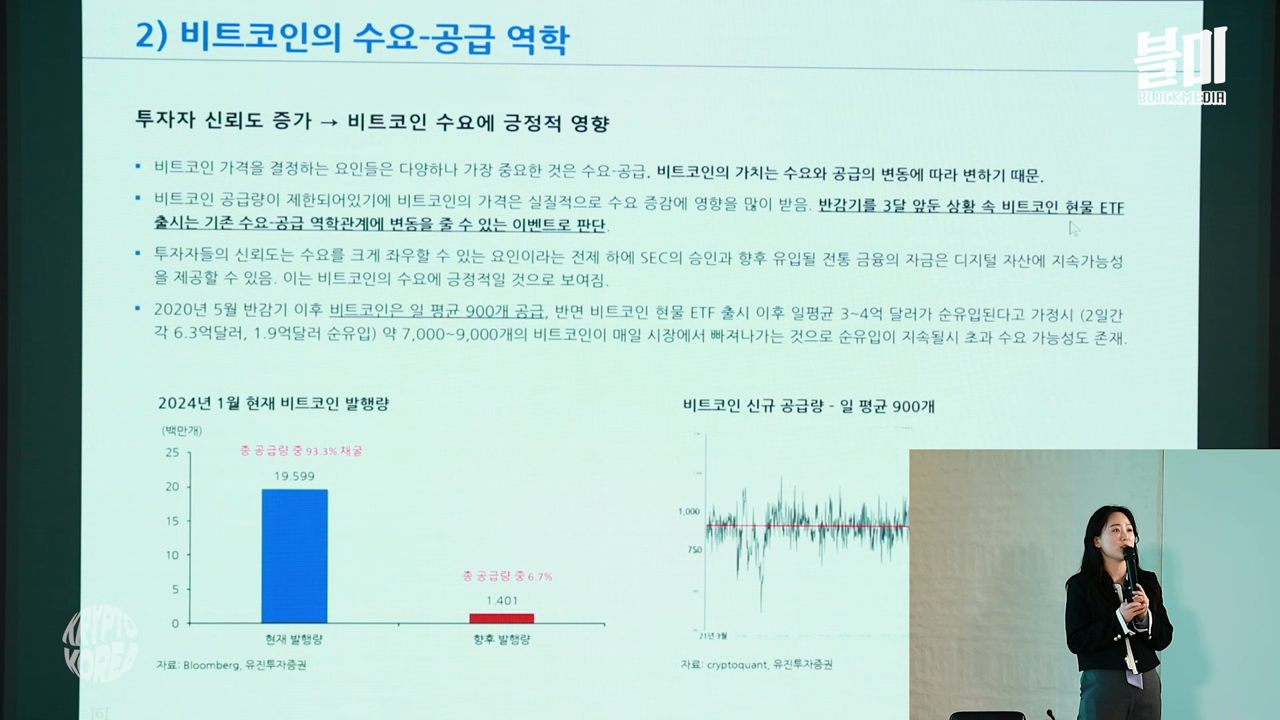 2) 비트코인의 수요-공급 역학
블미
BLOCKMEDIA
투자자 신뢰도 증가 → 비트코인 수요에 긍정적 영향
▪ 비트코인 가격을 결정하는 요인들은 다양하나 가장 중요한 것은 수요-공급. 비트코인의 가치는 수요와 공급의 변동에 따라 변하기 때문.
▪ 비트코인 공급량이 제한되어있기에 비트코인의 가격은 실질적으로 수요 증감에 영향을 많이 받음. 반감기를 3달 앞둔 상황 속 비트코인 현물 ETF
출시는 기존 수요-공급 역학관계에 변동을 줄 수 있는 이벤트로 판단.
▪ 투자자들의 신뢰도는 수요를 크게 좌우할 수 있는 요인이라는 전제 하에 SEC의 승인과 향후 유입될 전통 금융의 자금은 디지털 자산에 지속가능성
을 제공할 수 있음. 이는 비트코인의 수요에 긍정적일 것으로 보여짐.
▪ 2020년 5월 반감기 이후 비트코인은 일 평균 900개 공급, 반면 비트코인 현물 ETF 출시 이후 일평균 3~4억 달러가 순유입된다고 가정시 (2일간
각 6.3억달러, 1.9억달러 순유입) 약 7,000~9,000개의 비트코인이 매일 시장에서 빠져나가는 것으로 순유입이 지속될시 초과 수요 가능성도 존재.
2024년 1월 현재 비트코인 발행량
(백만개)
총 공급량 중 93.3% 채굴
25
19.599
20
15
10
총 공급량 중 6.7%
5
1.401
0
현재 발행량
향후 발행량
자료: Bloomberg, 유진투자증권
비트코인 신규 공급량 - 일 평균 900개
1,000
750
21년 3월
자료: cryptoquant, 유진투자증권
KRYPTO
KOREA
[6]